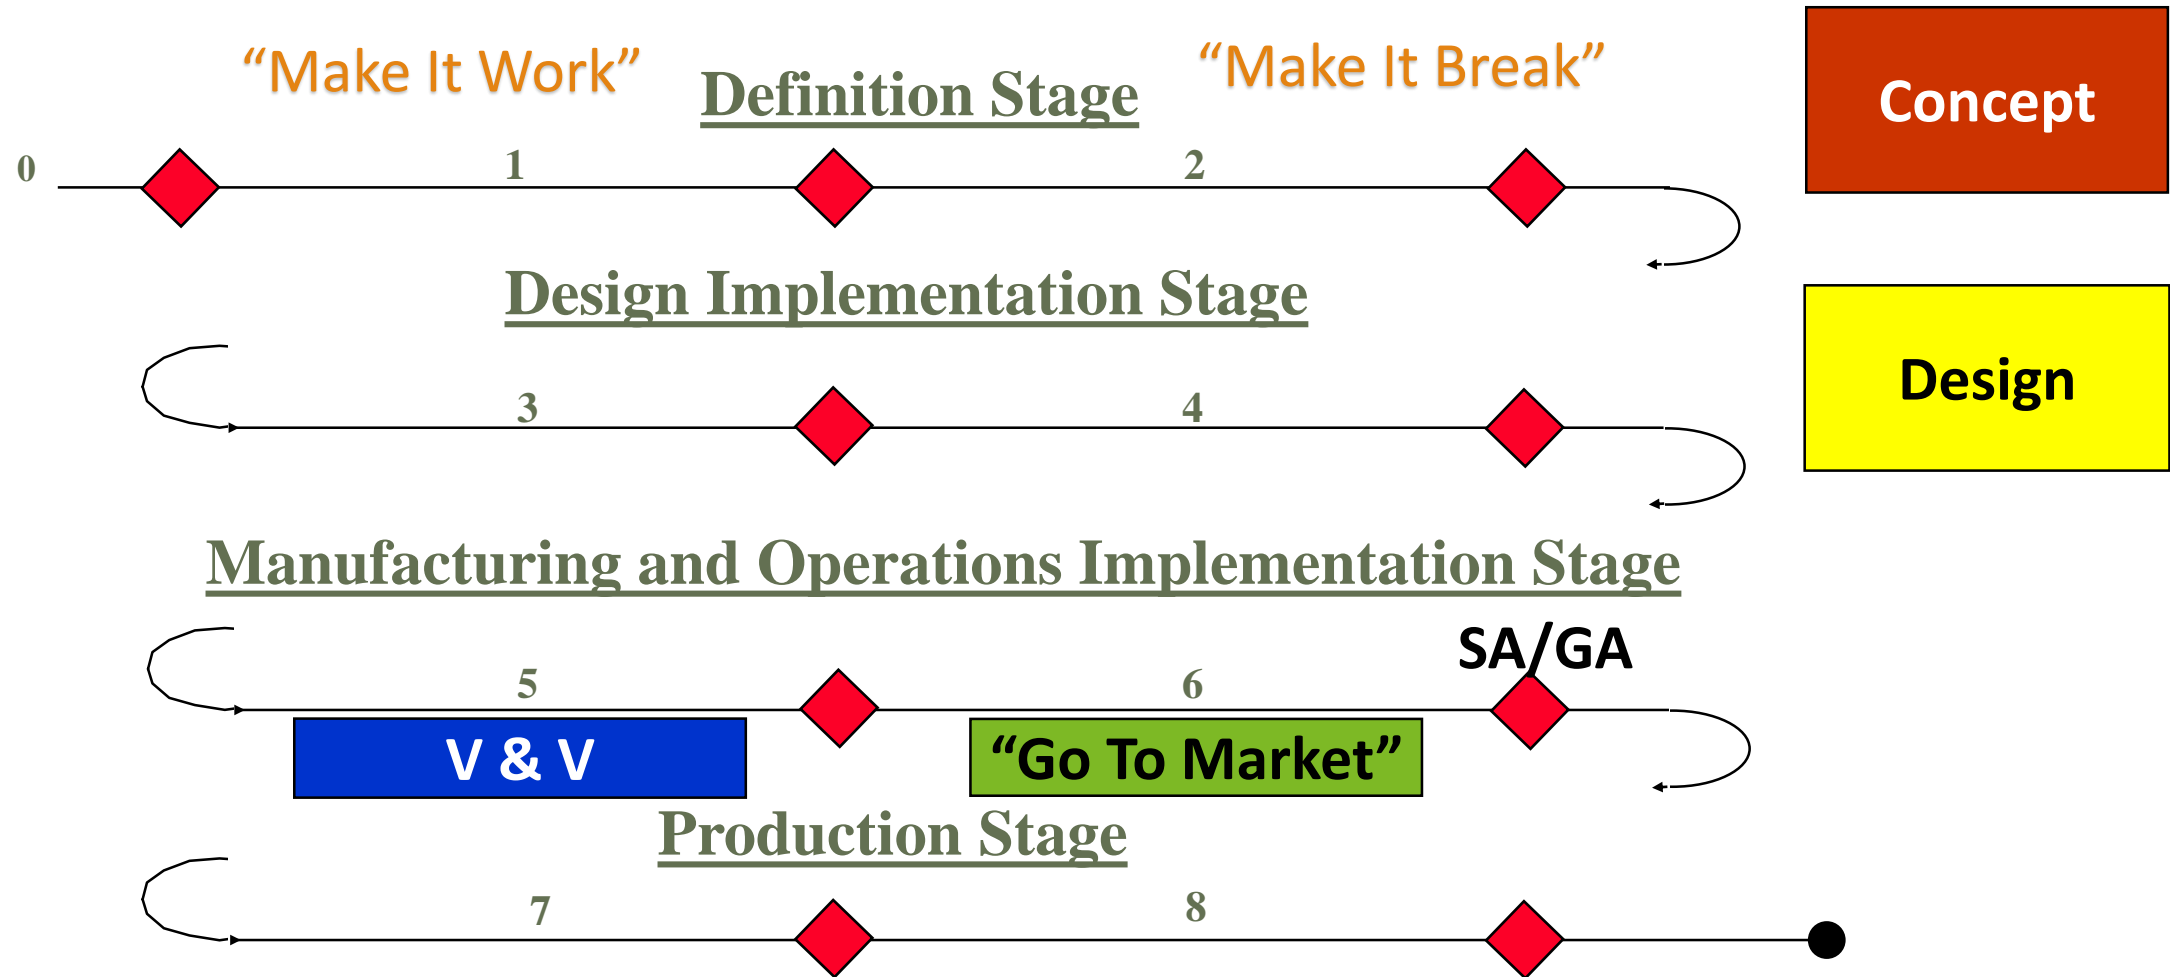 “Make It Work”
“Make It Break”
Definition Stage
Concept
0
1
2
Design Implementation Stage
Design
3
4
Manufacturing and Operations Implementation Stage
SA/GA
5
6
V & V
“Go To Market”
Production Stage
7
8